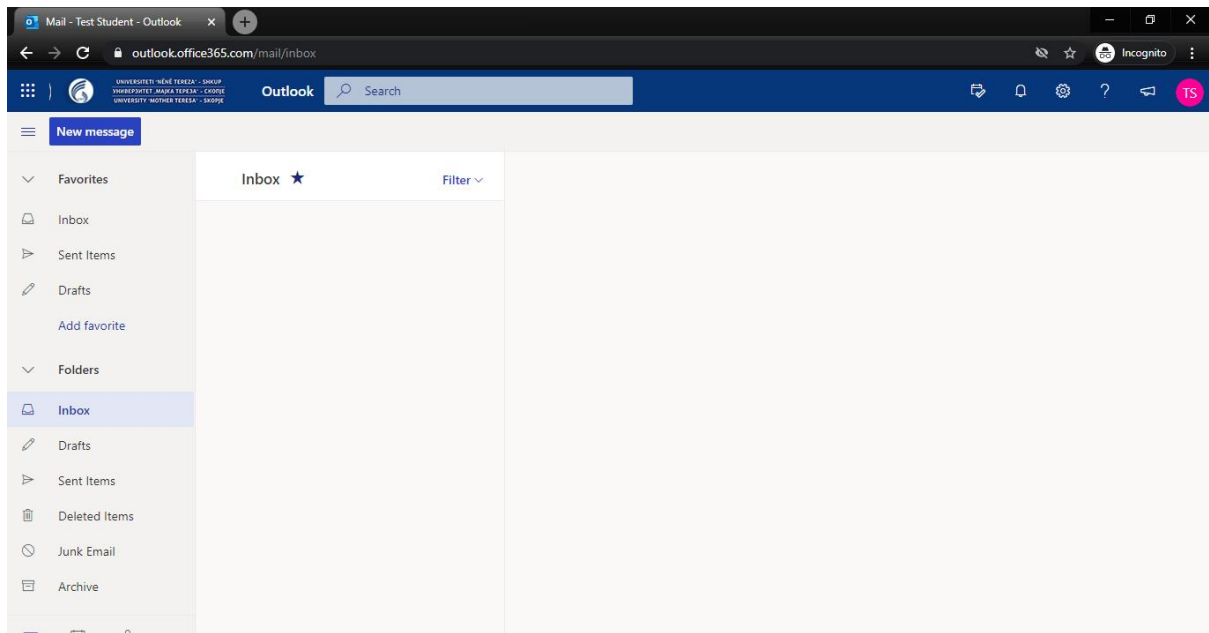 Mail - Test Student - Outlook
outlook.office365.com/mail/inbox
Incognito
UNIVERSITETI "NËNË TEREZA" - SHKUP
УНИВЕРЗИТЕТ „МАЈКА ТЕРЕЗА" - СКОПЈЕ
UNIVERSITY "MOTHER TERESA" - SKOPJE
Outlook
Search
?
TS
New message
Favorites
Inbox
Sent Items
Drafts
Add favorite
Folders
Inbox
Drafts
Sent Items
Deleted Items
Junk Email
Archive
Inbox
Filter